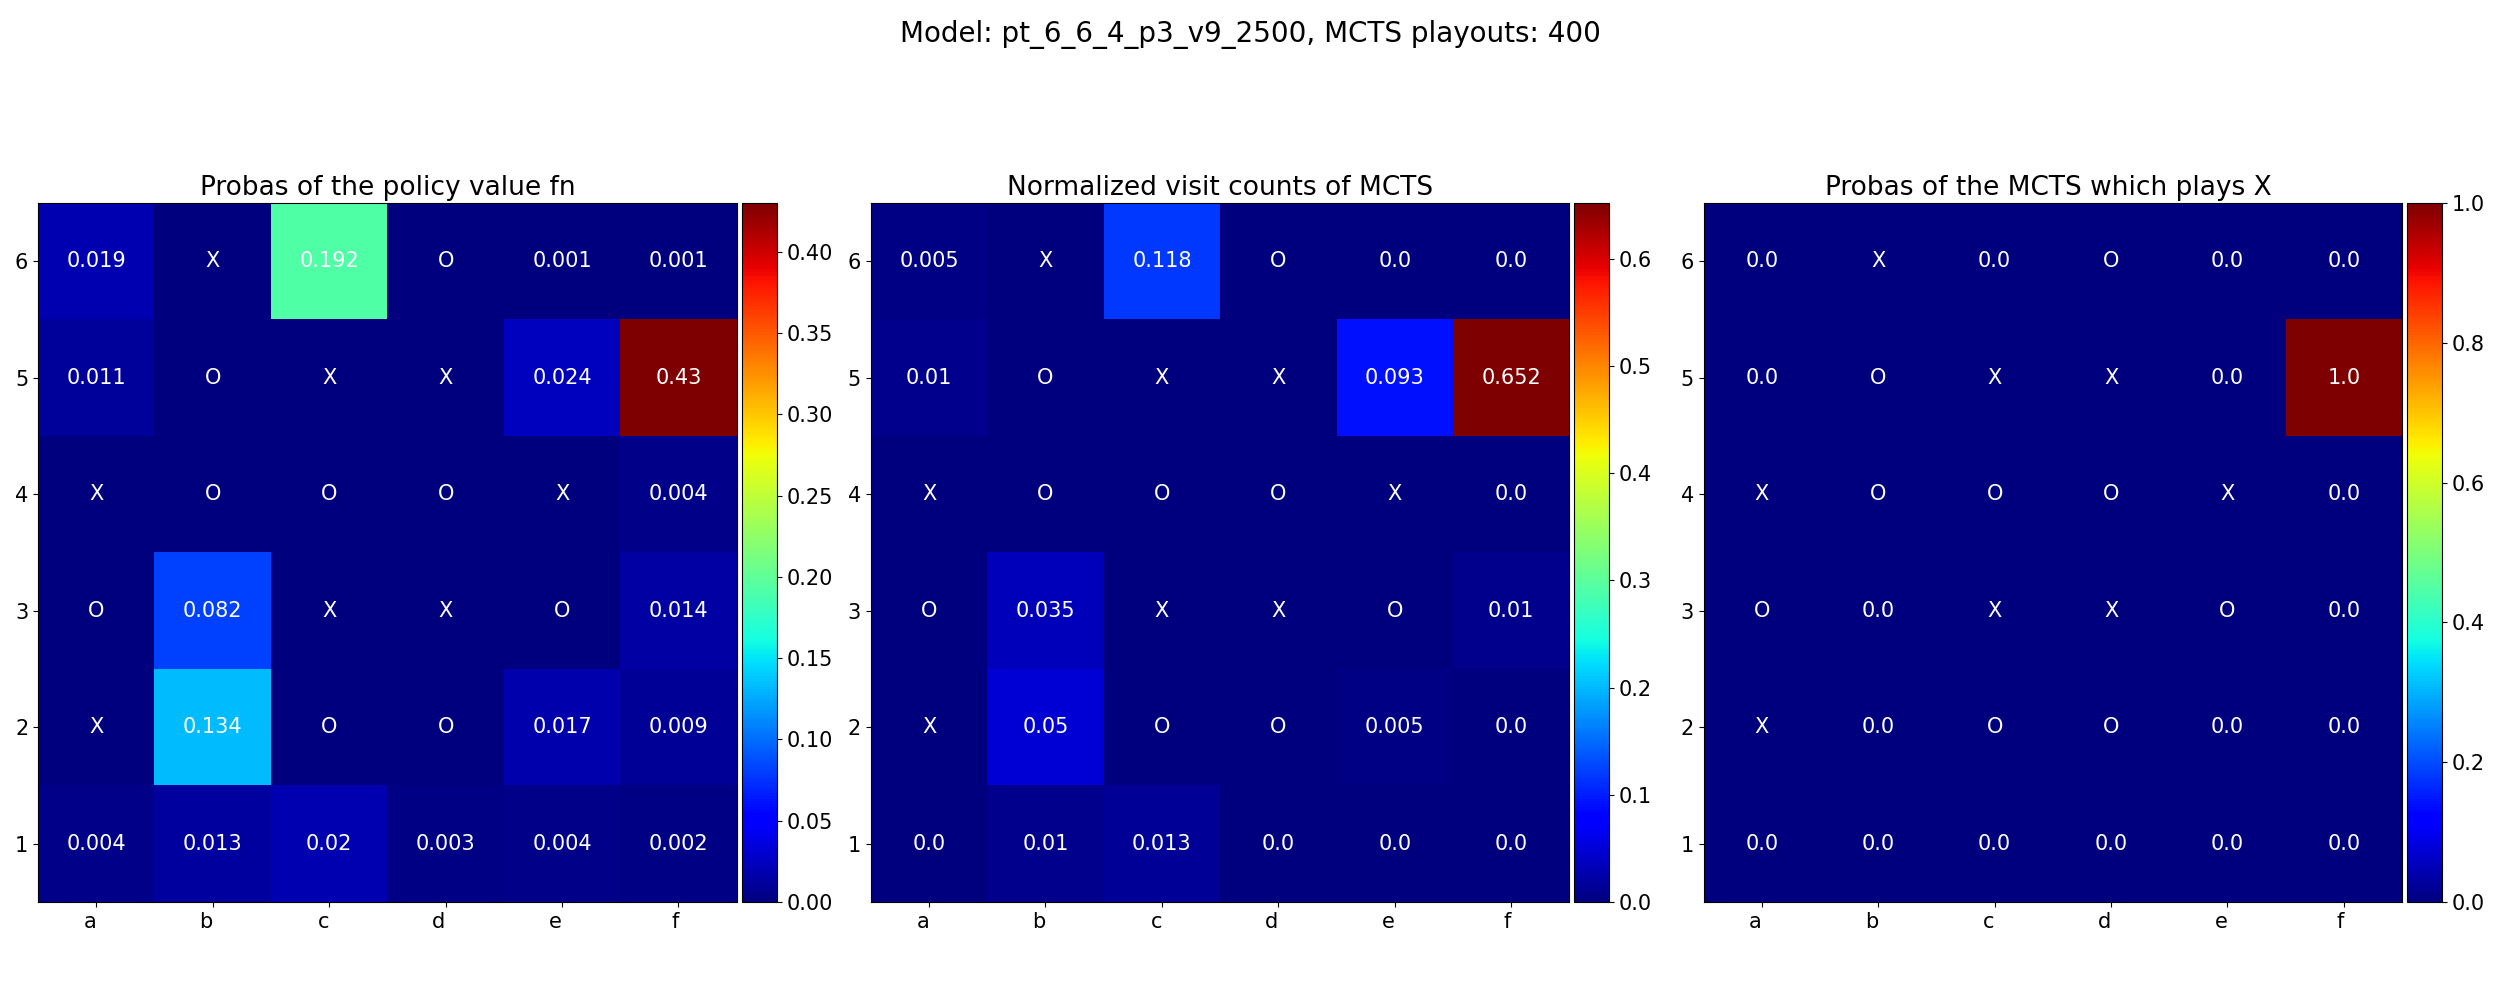 Model: pt_6_6_4_p3_v9_2500, MCTS playouts: 400
Probas of the policy value fn
6 0.019 X 0.192 O 0.001 0.001
5 0.011 O X X 0.024 0.43
4 X O O O X 0.004
3 O 0.082 X X O 0.014
2 X 0.134 O O 0.017 0.009
1 0.004 0.013 0.02 0.003 0.004 0.002
a b c d e f
0.40
0.35
0.30
0.25
0.20
0.15
0.10
0.05
0.00
Normalized visit counts of MCTS
6 0.005 X 0.118 O 0.0 0.0
5 0.01 O X X 0.093 0.652
4 X O O O X 0.0
3 O 0.035 X X O 0.01
2 X 0.05 O O 0.005 0.0
1 0.0 0.01 0.013 0.0 0.0 0.0
a b c d e f
0.6
0.5
0.4
0.3
0.2
0.1
0.0
Probas of the MCTS which plays X
6 0.0 X 0.0 O 0.0 0.0
5 0.0 O X X 0.0 1.0
4 X O O O X 0.0
3 O 0.0 X X O 0.0
2 X 0.0 O O 0.0 0.0
1 0.0 0.0 0.0 0.0 0.0 0.0
a b c d e f
1.0
0.8
0.6
0.4
0.2
0.0